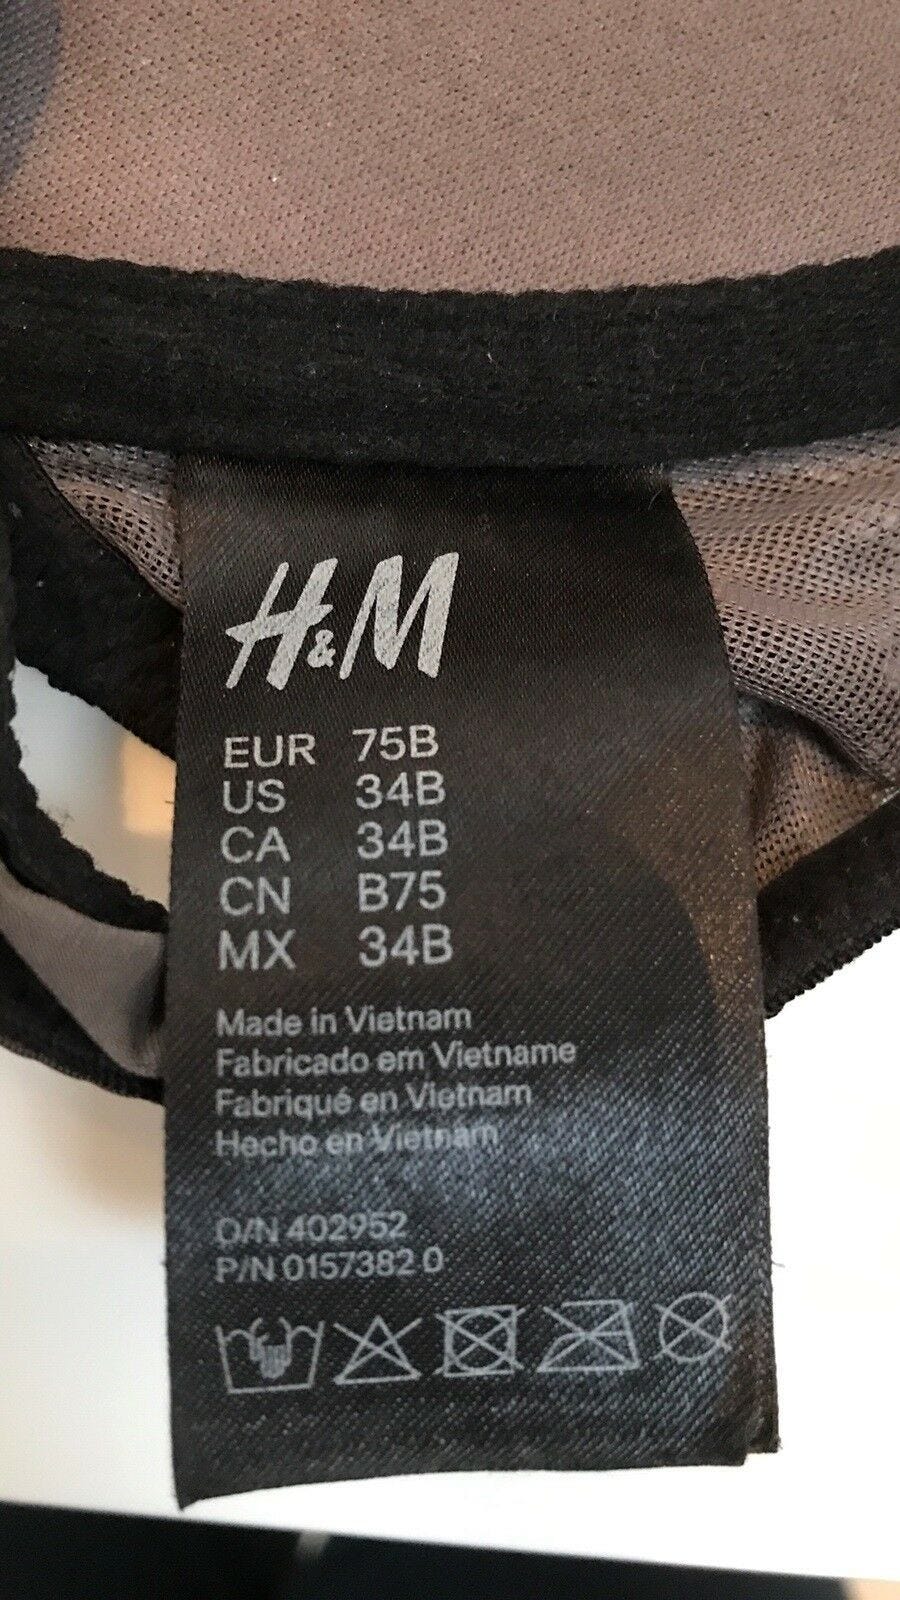 H&M
EUR 75B
US 34B
CA 34B
CN B75
MX 34B
Made in Vietnam
Fabricado em Vietname
Fabriqué en Vietnam
Hecho en Vietnam
O/N 402952
P/N 0157382 0